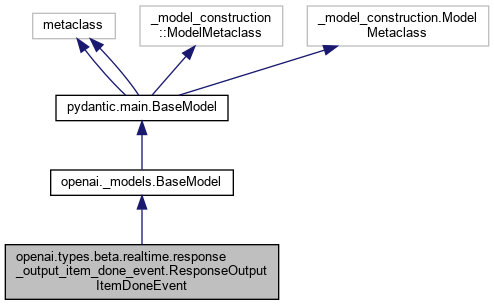 metaclass
_model_construction
::ModelMetaclass
_model_construction.Model
Metaclass
pydantic.main.BaseModel
openai._models.BaseModel
openai.types.beta.realtime.response
_output_item_done_event.ResponseOutput
ItemDoneEvent